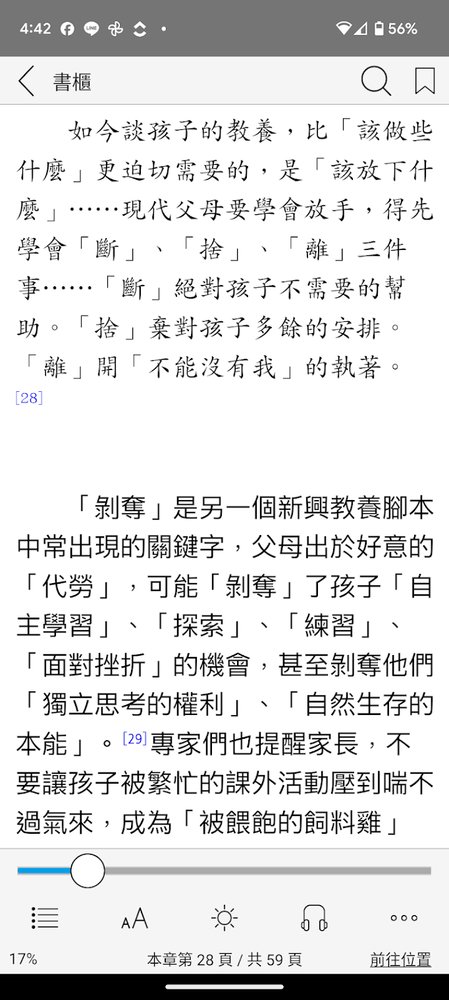 4:42
LINE
56%
書櫃
如今談孩子的教養，比「該做些
什麼」更迫切需要的，是「該放下什
麼」⋯⋯現代父母要學會放手，得先
學會「斷」、「捨」、「離」三件
事⋯⋯「斷」絕對孩子不需要的幫
助。「捨」棄對孩子多餘的安排。
「離」開「不能沒有我」的執著。
[28]
「剝奪」是另一個新興教養腳本
中常出現的關鍵字，父母出於好意的
「代勞」，可能「剝奪」了孩子「自
主學習」、「探索」、「練習」、
「面對挫折」的機會，甚至剝奪他們
「獨立思考的權利」、「自然生存的
本能」。[29]專家們也提醒家長，不
要讓孩子被繁忙的課外活動壓到喘不
過氣來，成為「被餵飽的飼料雞」
AA
17%
本章第 28 頁 / 共 59 頁
前往位置